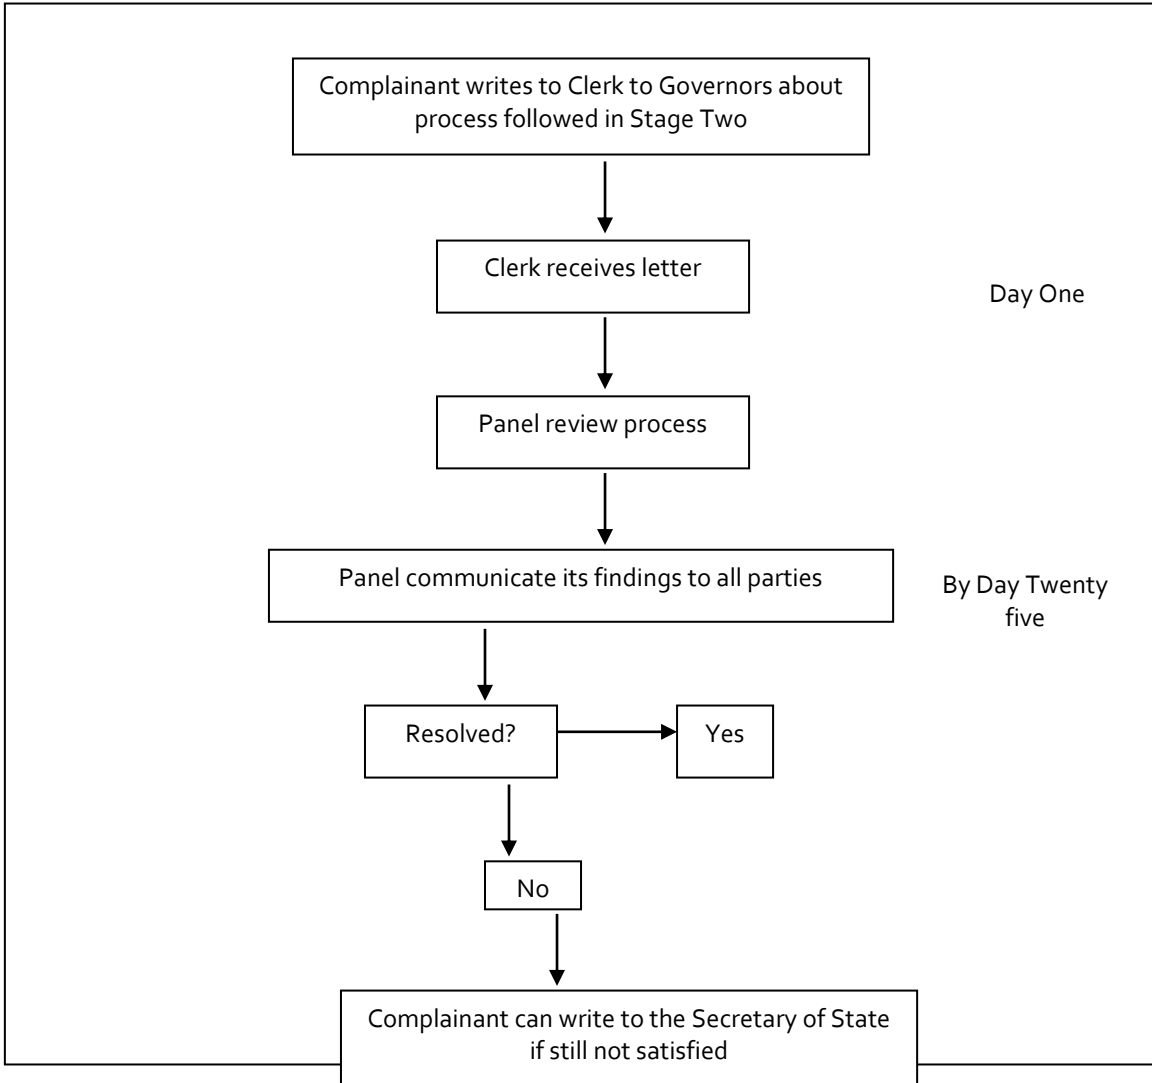 Complainant writes to Clerk to Governors about
process followed in Stage Two
Clerk receives letter
Day One
Panel review process
Panel communicate its findings to all parties
By Day Twenty
five
Resolved?
Yes
No
Complainant can write to the Secretary of State
if still not satisfied